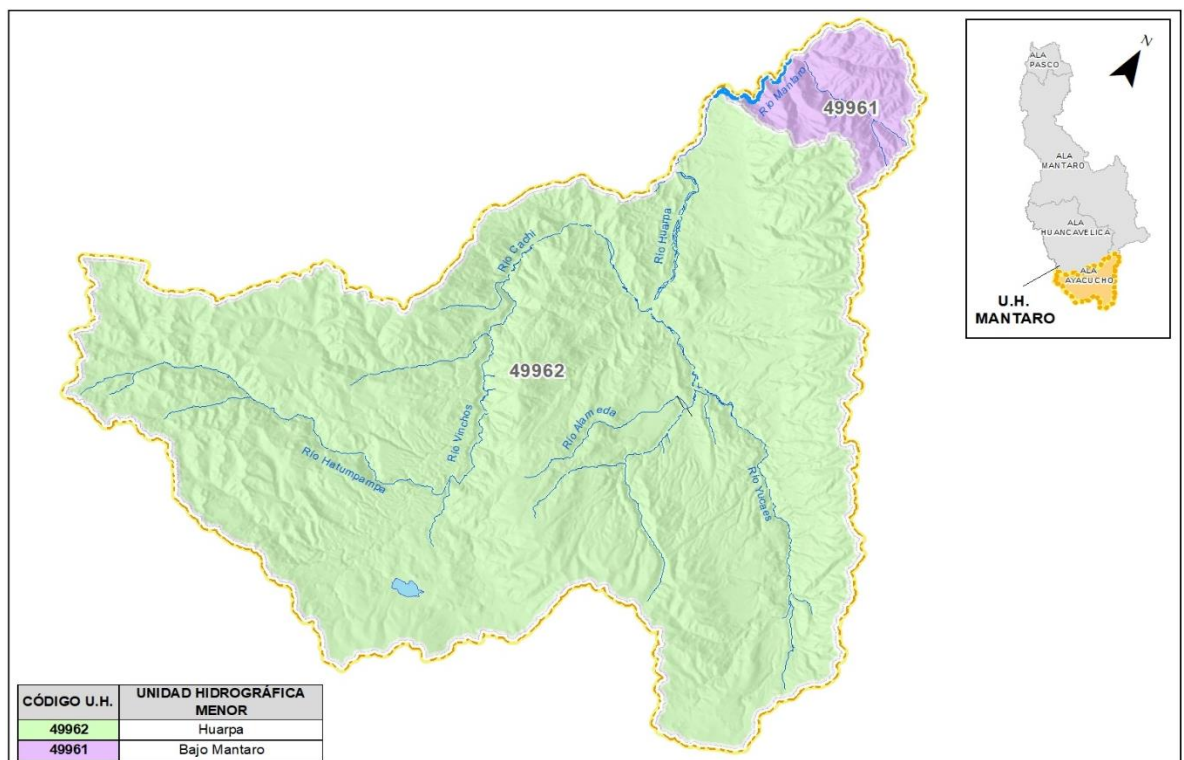 Río Mantaro
49961
Río Huarpa
Río Cachi
49962
Río Vinchos
Río Alameda
Río Hatumpampa
Río Yucaes
N
ALA
PASCO
ALA
MANTARO
ALA
HUANCAVELICA
ALA
AYACUCHO
U.H.
MANTARO
CÓDIGO U.H. UNIDAD HIDROGRÁFICA
MENOR
49962 Huarpa
49961 Bajo Mantaro